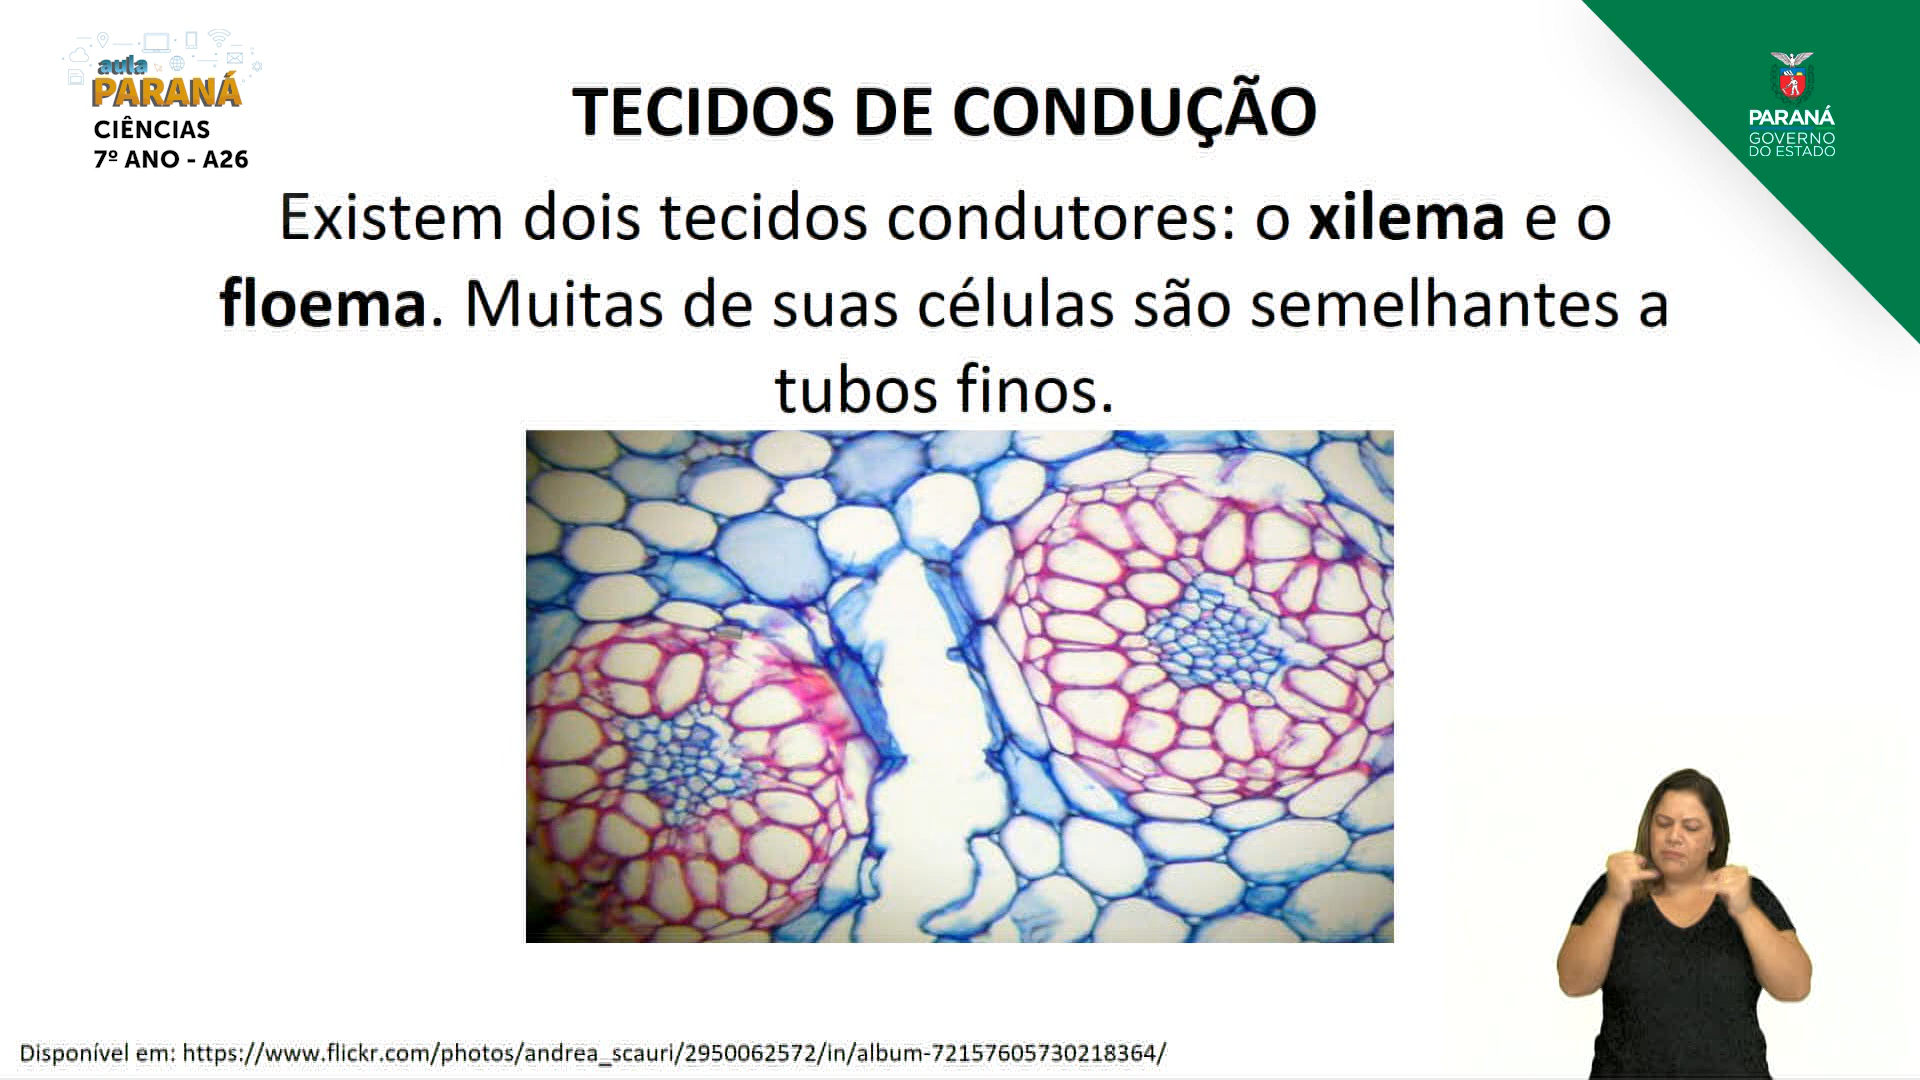 aula
PARANÁ
CIÊNCIAS
7º ANO - A26
TECIDOS DE CONDUÇÃO
PARANÁ
GOVERNO
DO ESTADO
Existem dois tecidos condutores: o xilema e o
floema. Muitas de suas células são semelhantes a
tubos finos.
Disponível em: https://www.flickr.com/photos/andrea_scauri/2950062572/in/album-72157605730218364/